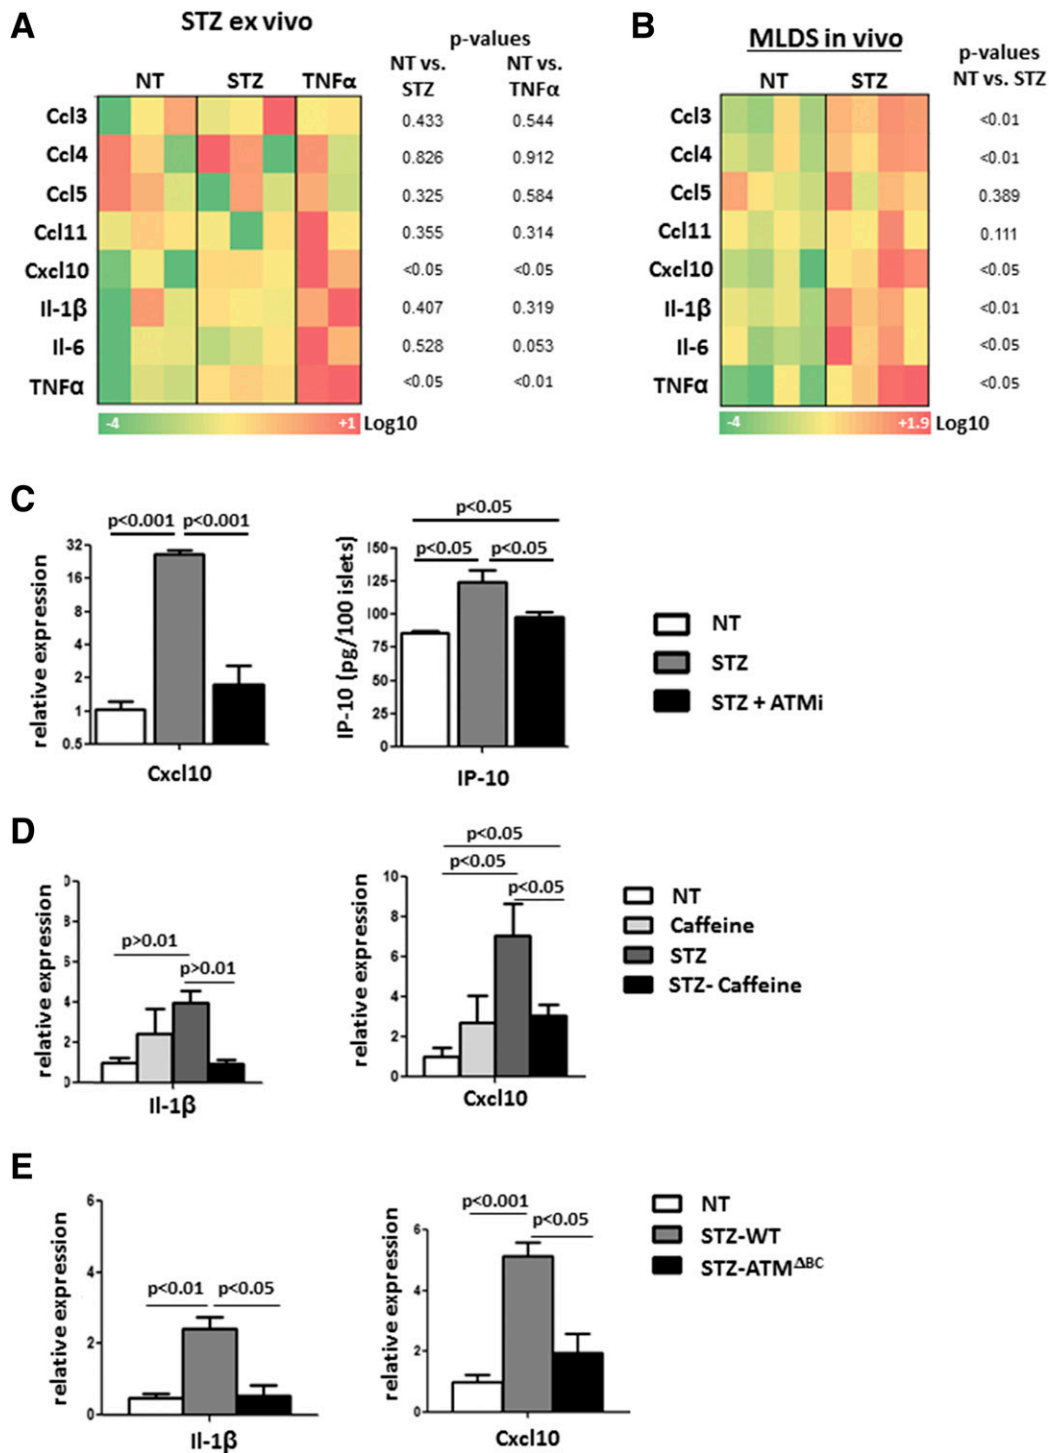 A
STZ ex vivo
p-values
NT vs. STZ
NT vs. TNFα
NT STZ TNFα
Ccl3 0.433 0.544
Ccl4 0.826 0.912
Ccl5 0.325 0.584
Ccl11 0.355 0.314
Cxcl10 <0.05 <0.05
Il-1β 0.407 0.319
Il-6 0.528 0.053
TNFα <0.05 <0.01
-4 +1 Log10
B
MLDS in vivo
p-values
NT vs. STZ
NT STZ
Ccl3 <0.01
Ccl4 <0.01
Ccl5 0.389
Ccl11 0.111
Cxcl10 <0.05
Il-1β <0.01
Il-6 <0.05
TNFα <0.05
-4 +1.9 Log10
C
p<0.001 p<0.001
relative expression
32
16
8
4
2
1
0.5
Cxcl10
p<0.05
p<0.05 p<0.05
IP-10 (pg/100 islets)
150
125
100
75
50
25
0
IP-10
NT
STZ
STZ + ATMi
D
p>0.01
p>0.01
relative expression
8
6
4
2
0
Il-1β
p<0.05
p<0.05
p<0.05
relative expression
10
8
6
4
2
0
Cxcl10
NT
Caffeine
STZ
STZ- Caffeine
E
p<0.01 p<0.05
relative expression
6
4
2
0
Il-1β
p<0.001
p<0.05
relative expression
6
4
2
0
Cxcl10
NT
STZ-WT
STZ-ATMΔBC